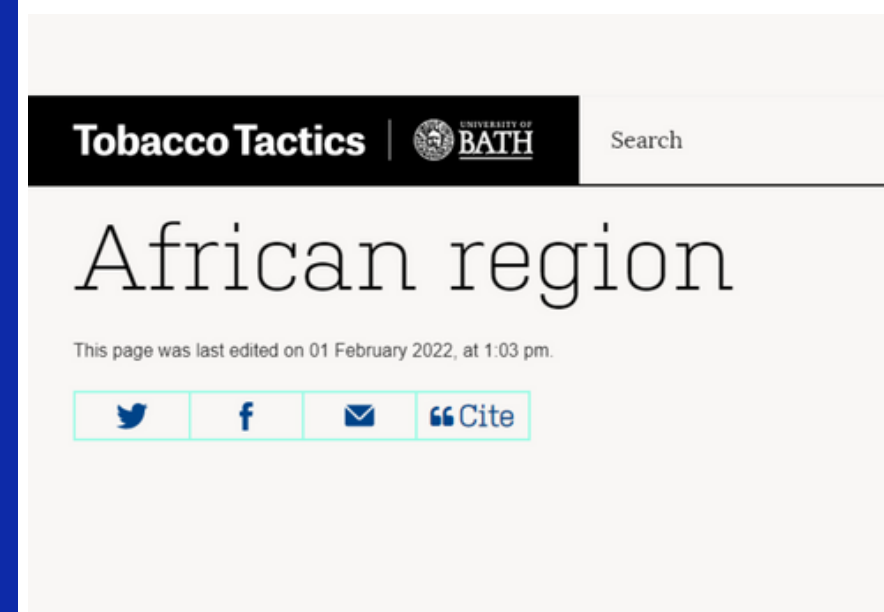 Tobacco Tactics
UNIVERSITY OF
BATH
Search
African region
This page was last edited on 01 February 2022, at 1:03 pm.
f
“Cite